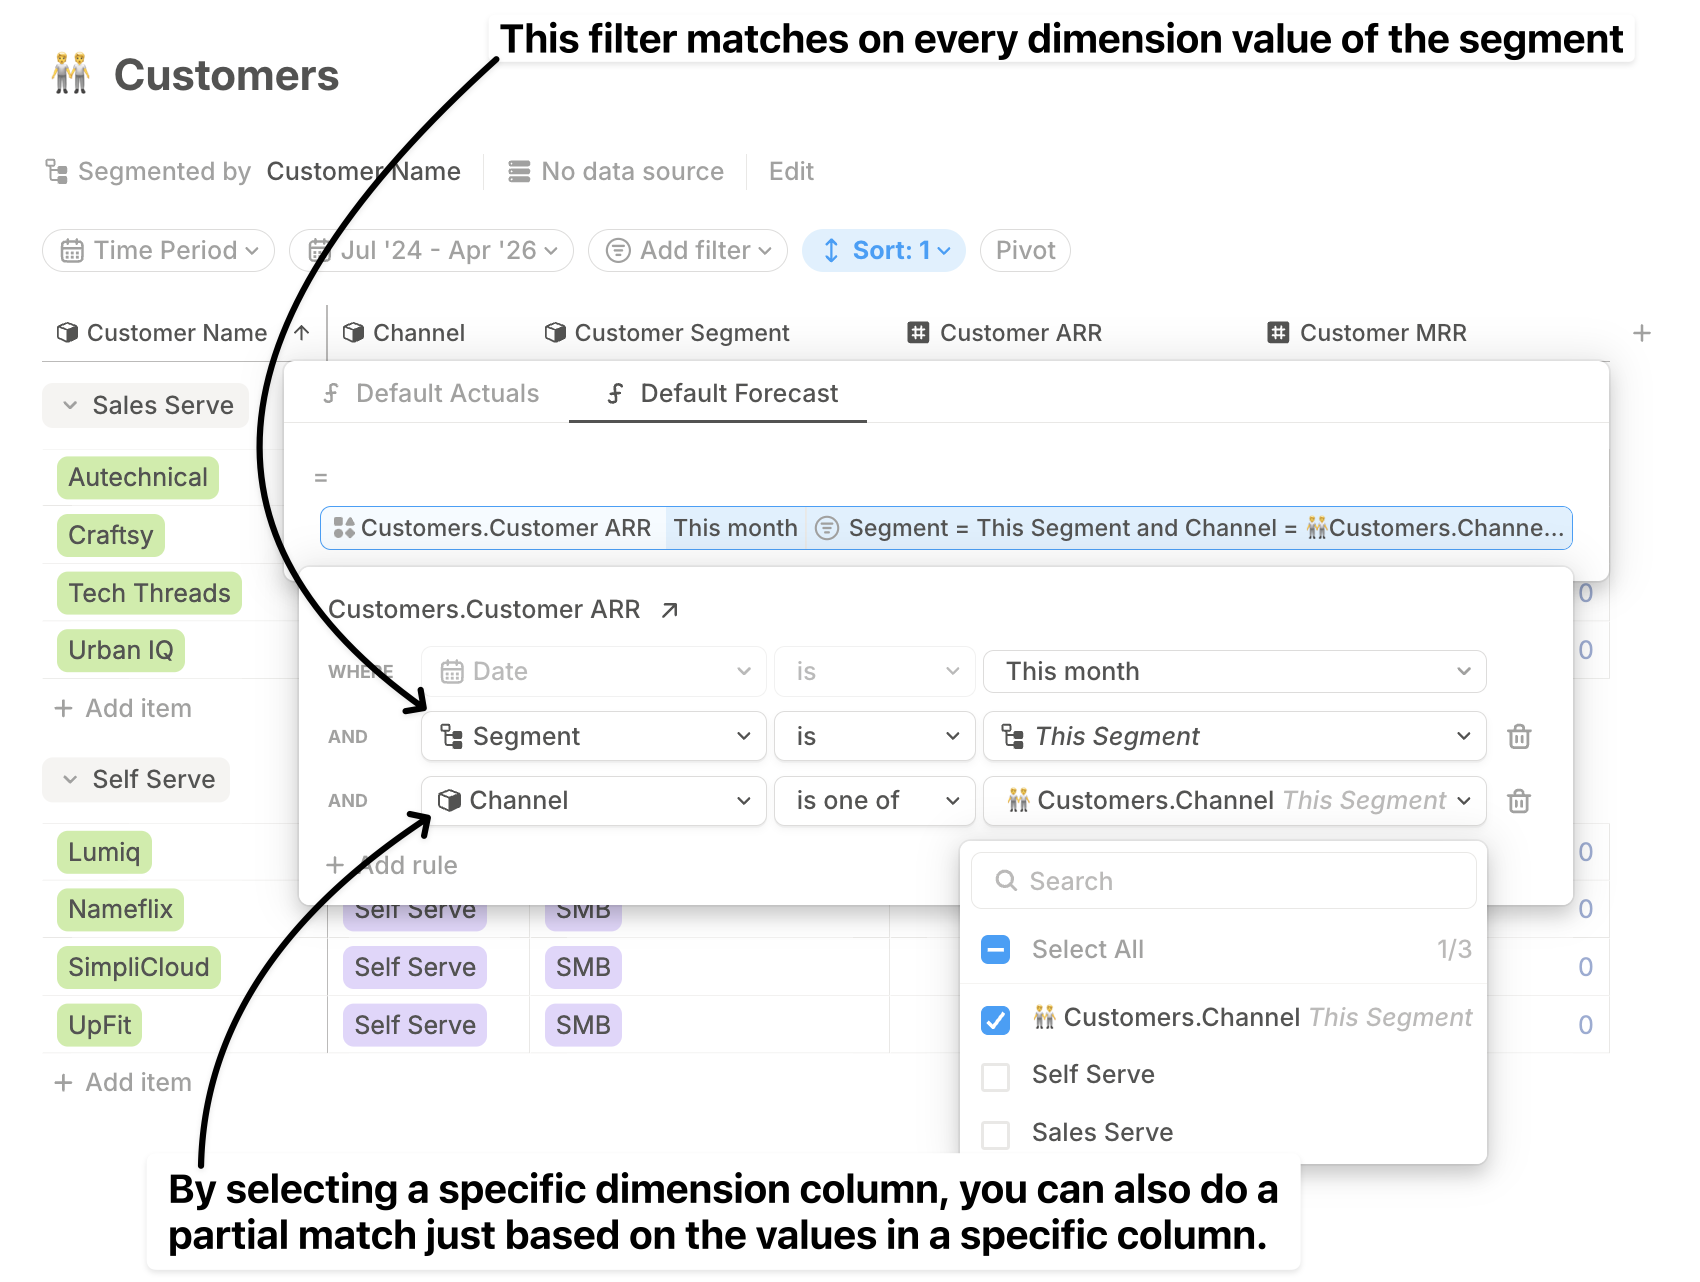 This filter matches on every dimension value of the segment
Customers
Segmented by Customer Name No data source Edit
Time Period Jul '24 - Apr '26 Add filter Sort: 1 Pivot
Customer Name Channel Customer Segment Customer ARR Customer MRR
Sales Serve
Default Actuals Default Forecast
Autechnical
=
Craftsy
Customers.Customer ARR This month Segment = This Segment and Channel = Customers.Channe...
Tech Threads
0
Customers.Customer ARR
Urban IQ
0
WHERE Date is This month
+ Add item
AND Segment is This Segment
Self Serve
AND Channel is one of Customers.Channel This Segment
Lumiq
0
+ Add rule
Search
Nameflix Self Serve SMB
0
Select All 1/3
SimpliCloud Self Serve SMB
0
Customers.Channel This Segment
UpFit Self Serve SMB
0
Self Serve
+ Add item
Sales Serve
By selecting a specific dimension column, you can also do a
partial match just based on the values in a specific column.